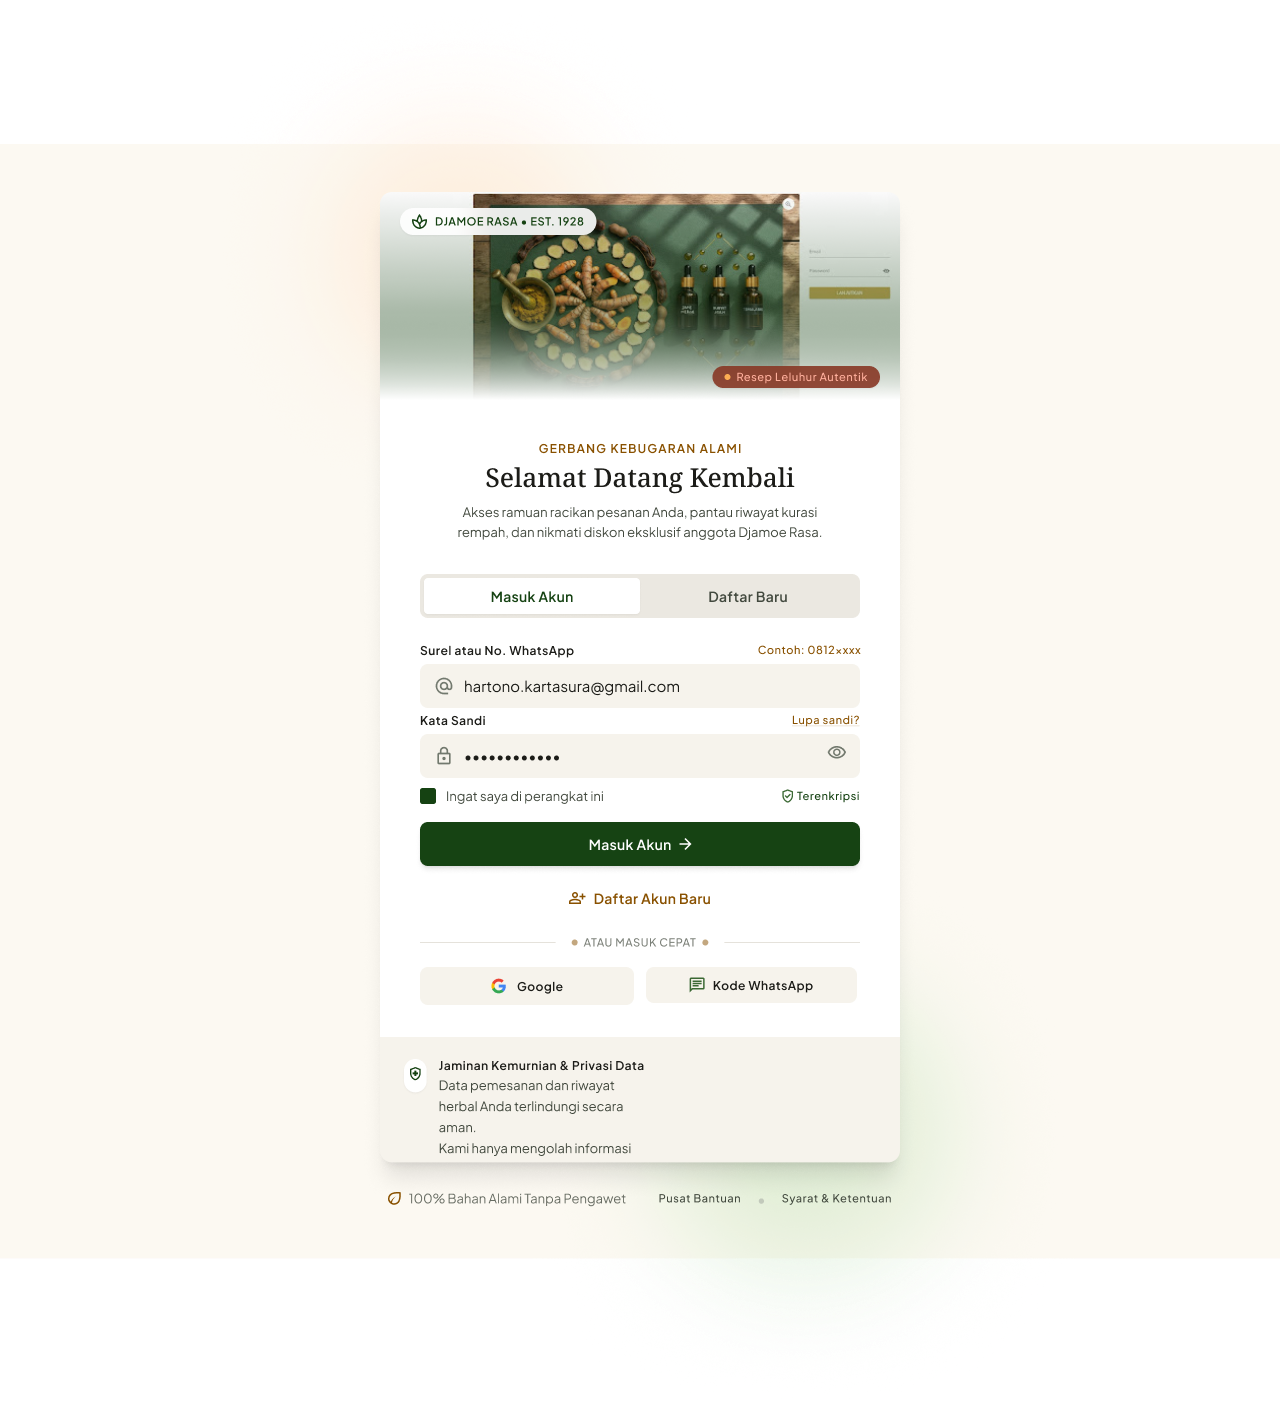 DJAMOE RASA • EST. 1928
Email
Password
Resep Leluhur Autentik
GERBANG KEBUGARAN ALAMI
Selamat Datang Kembali
Akses ramuan racikan pesanan Anda, pantau riwayat kurasi
rempah, dan nikmati diskon eksklusif anggota Djamoe Rasa.
Masuk Akun
Daftar Baru
Surel atau No. WhatsApp
Contoh: 0812xxxx
hartono.kartasura@gmail.com
Kata Sandi
Lupa sandi?
••••••••••••
Ingat saya di perangkat ini
Terenkripsi
Masuk Akun
Daftar Akun Baru
ATAU MASUK CEPAT
Google
Kode WhatsApp
Jaminan Kemurnian & Privasi Data
Data pemesanan dan riwayat
herbal Anda terlindungi secara
aman.
Kami hanya mengolah informasi
100% Bahan Alami Tanpa Pengawet
Pusat Bantuan
Syarat & Ketentuan